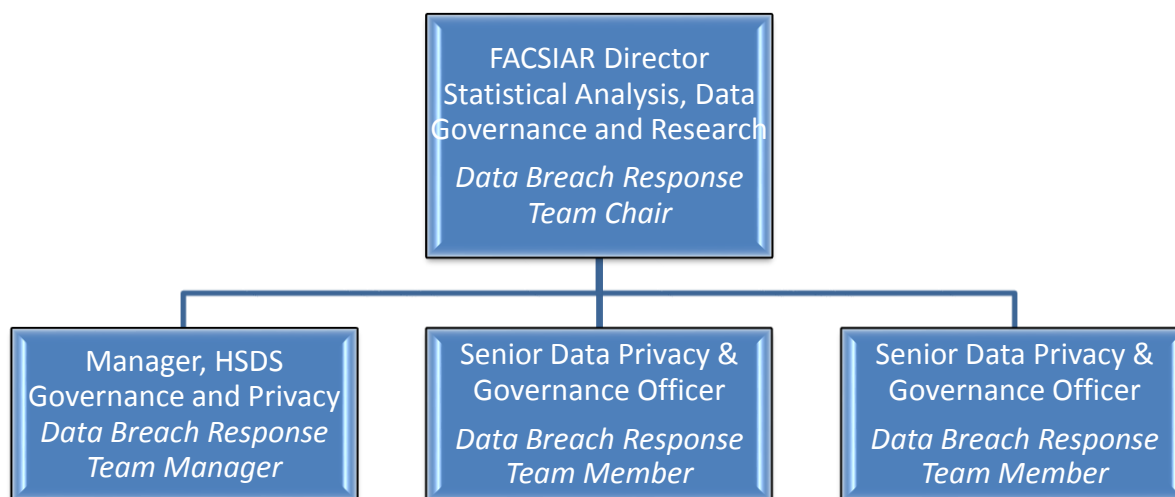 FACSIAR Director
Statistical Analysis, Data
Governance and Research
Data Breach Response
Team Chair
Manager, HSDS
Governance and Privacy
Data Breach Response
Team Manager
Senior Data Privacy &
Governance Officer
Data Breach Response
Team Member
Senior Data Privacy &
Governance Officer
Data Breach Response
Team Member